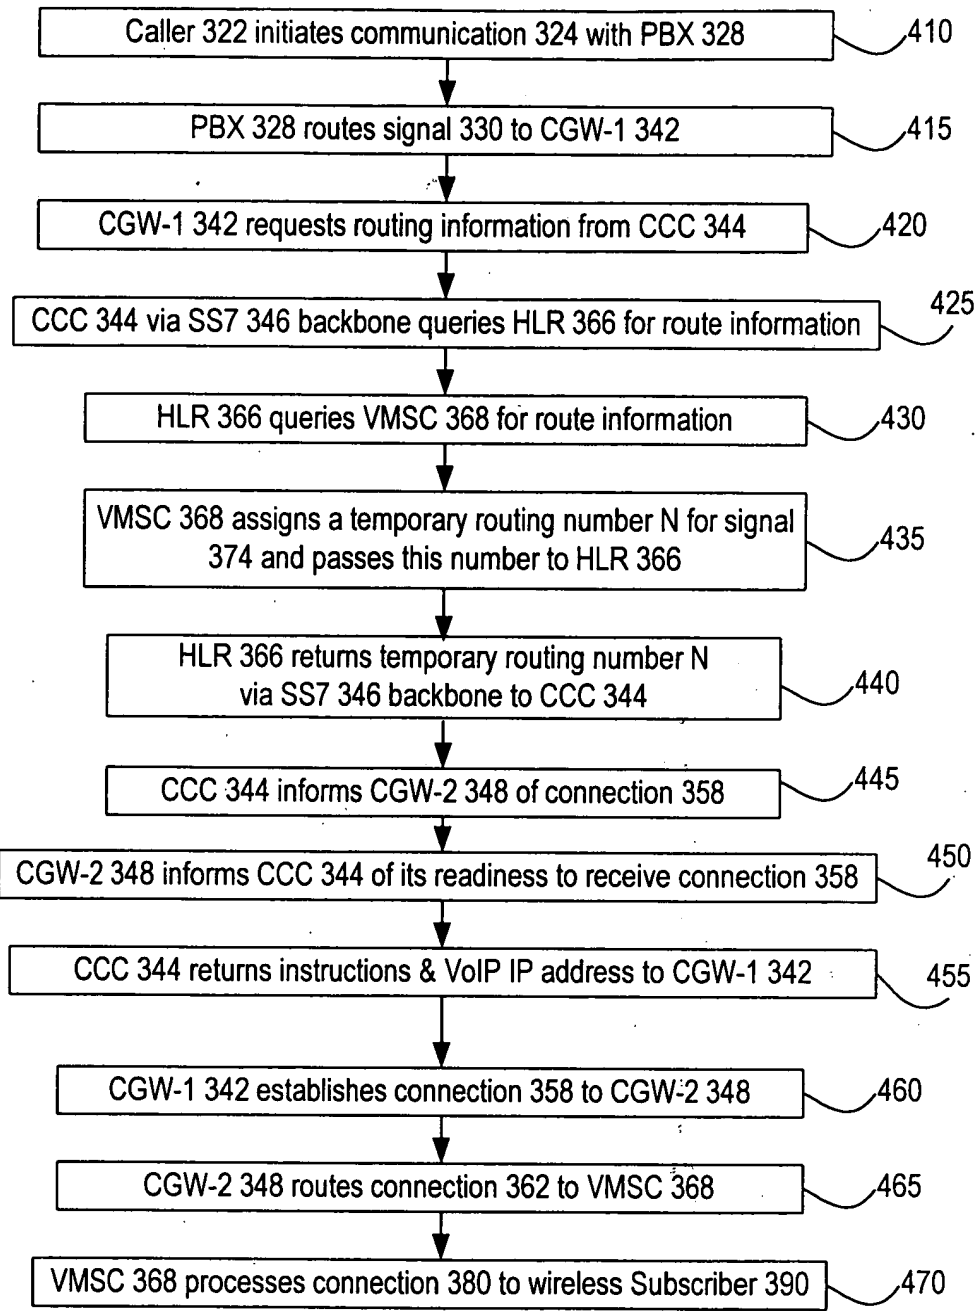 Caller 322 initiates communication 324 with PBX 328
410
PBX 328 routes signal 330 to CGW-1 342
415
CGW-1 342 requests routing information from CCC 344
420
CCC 344 via SS7 346 backbone queries HLR 366 for route information
425
HLR 366 queries VMSC 368 for route information
430
VMSC 368 assigns a temporary routing number N for signal
374 and passes this number to HLR 366
435
HLR 366 returns temporary routing number N
via SS7 346 backbone to CCC 344
440
CCC 344 informs CGW-2 348 of connection 358
445
CGW-2 348 informs CCC 344 of its readiness to receive connection 358
450
CCC 344 returns instructions & VoIP IP address to CGW-1 342
455
CGW-1 342 establishes connection 358 to CGW-2 348
460
CGW-2 348 routes connection 362 to VMSC 368
465
VMSC 368 processes connection 380 to wireless Subscriber 390
470